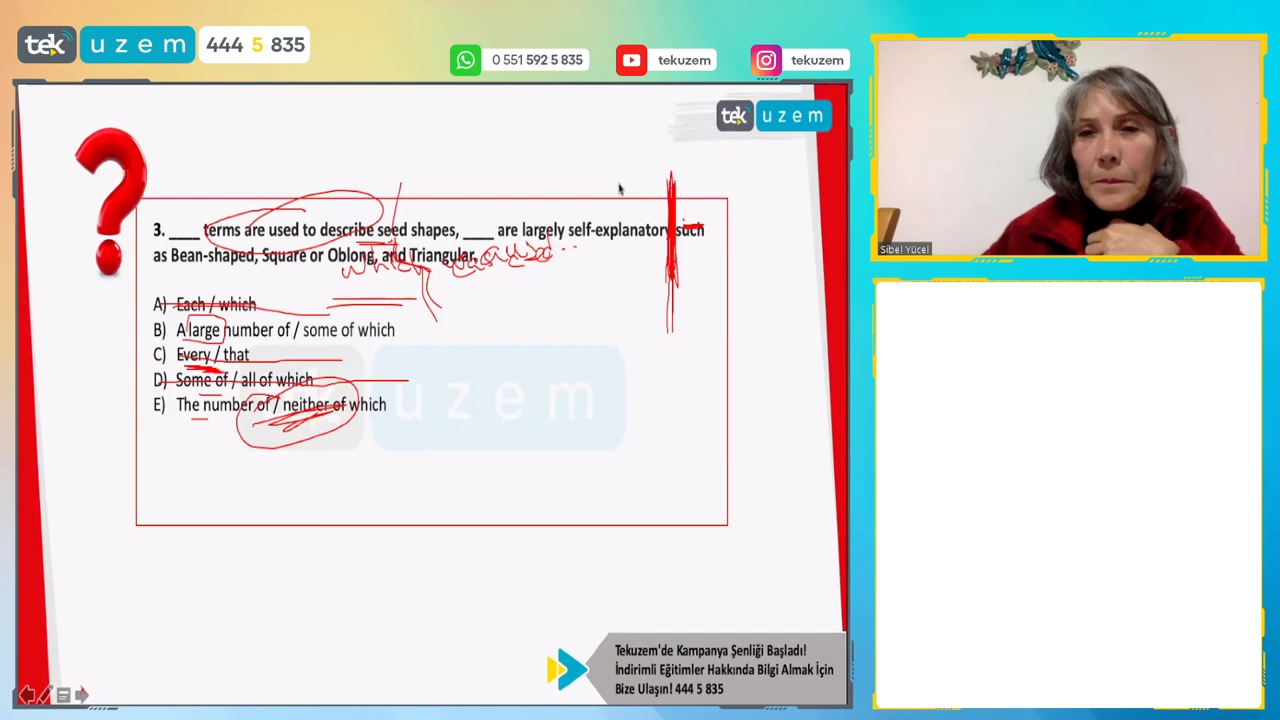 tek uzem 444 5 835
0 551 592 5 835 tekuzem tekuzem
tek uzem
3. ____ terms are used to describe seed shapes, ____ are largely self-explanatory such
as Bean-shaped, Square or Oblong, and Triangular.
which
A) Each / which
B) A large number of / some of which
C) Every / that
D) Some of / all of which
E) The number of / neither of which
uzem
Sibel Yücel
Tekuzem'de Kampanya Şenliği Başladı!
İndirimli Eğitimler Hakkında Bilgi Almak İçin
Bize Ulaşın! 444 5 835